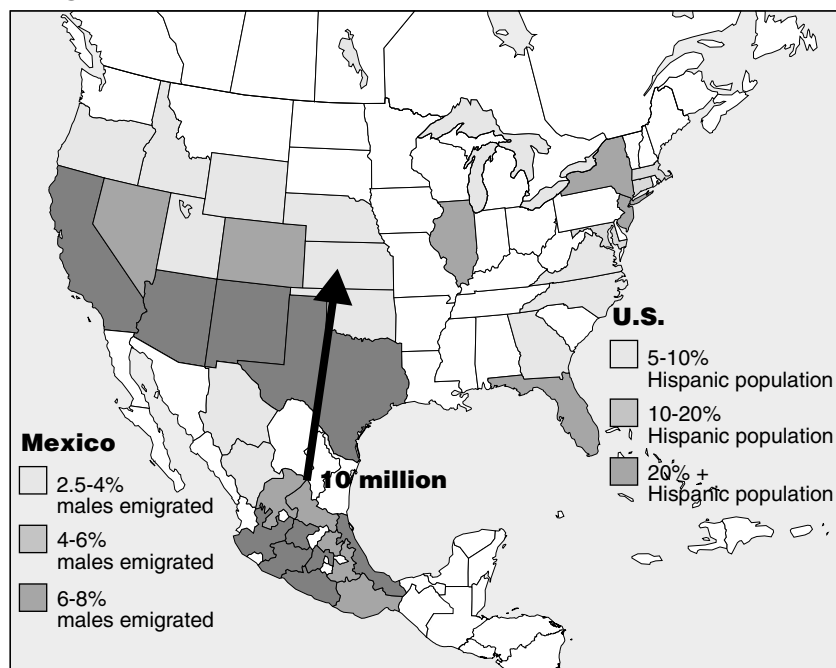 U.S.
5-10%
Hispanic population
10-20%
Hispanic population
20% +
Hispanic population
Mexico
2.5-4%
males emigrated
4-6%
males emigrated
6-8%
males emigrated
10 million